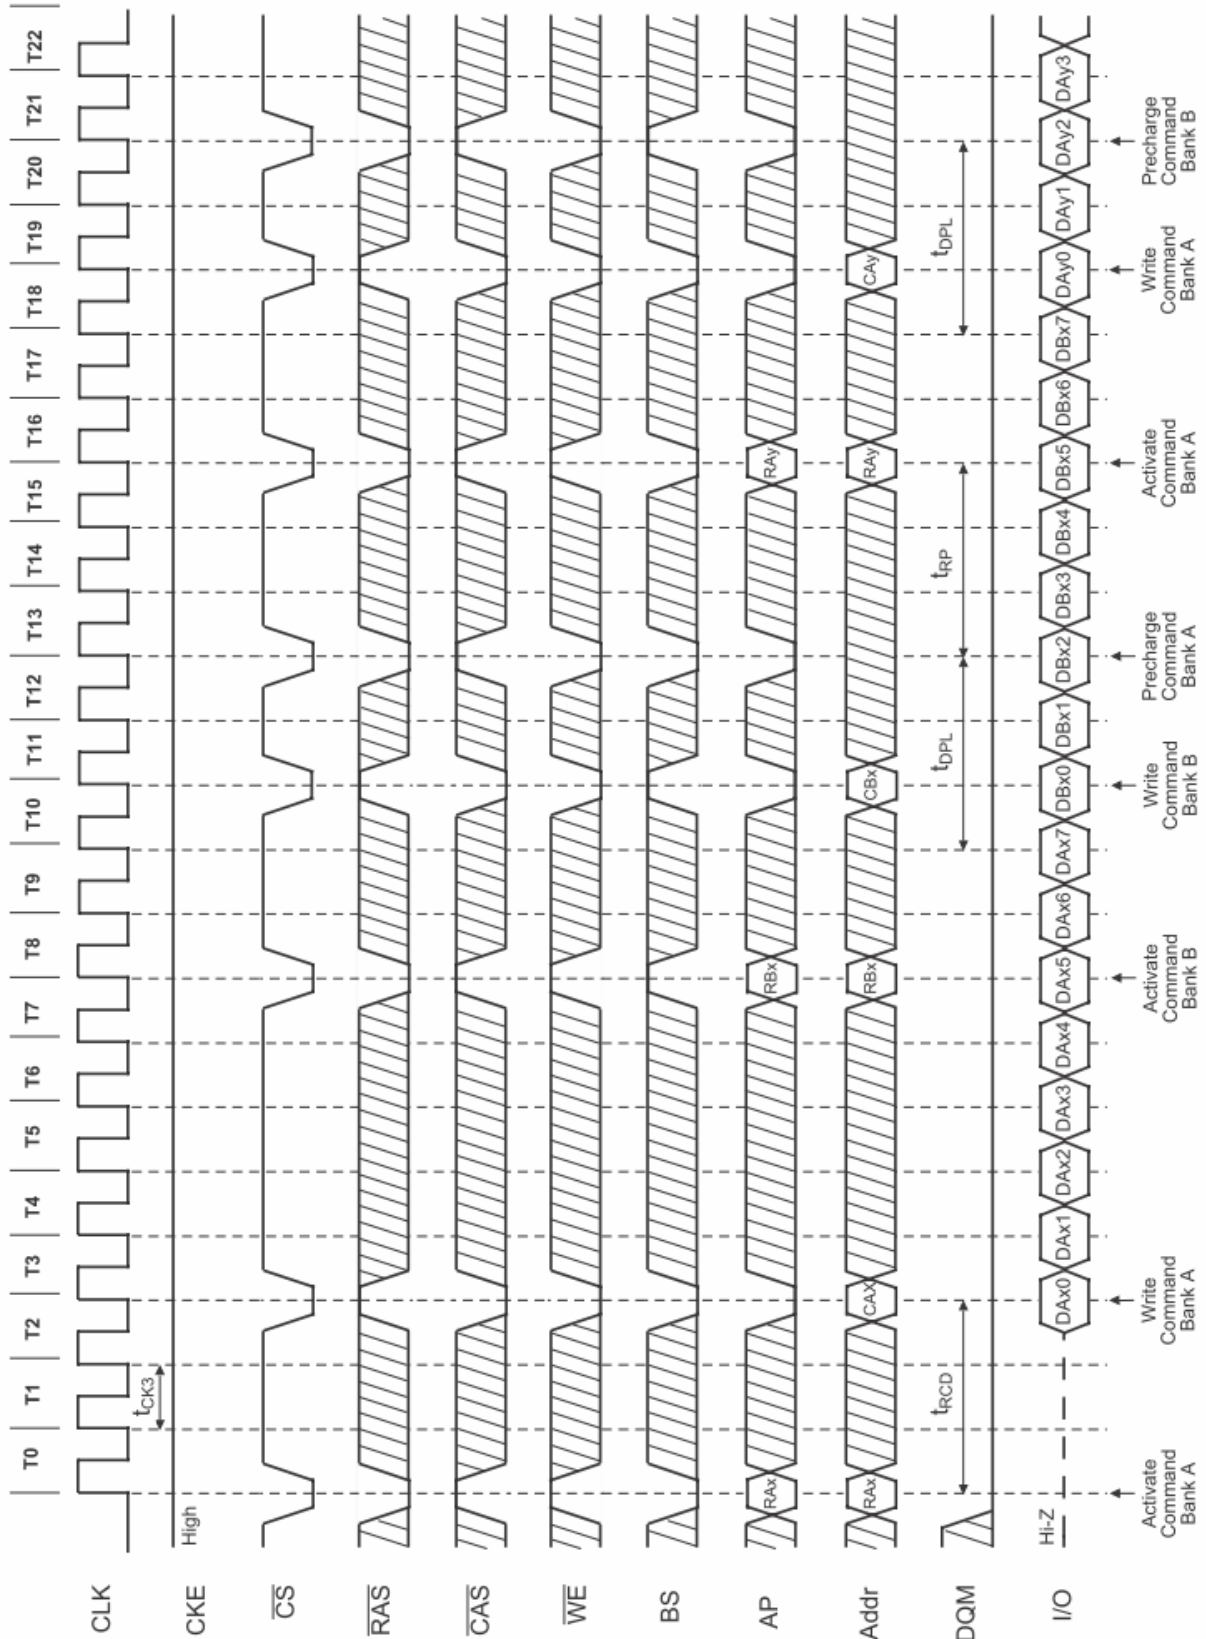 T0 T1 T2 T3 T4 T5 T6 T7 T8 T9 T10 T11 T12 T13 T14 T15 T16 T17 T18 T19 T20 T21 T22
CLK
tCK3
CKE
High
CS
RAS
CAS
WE
BS
AP
RAx RBx RAy
Addr
RAx CAX RBx CBx RAy CAy
DQM
tRCD tDPL tRP tDPL
I/O
Hi-Z
DAx0 DAx1 DAx2 DAx3 DAx4 DAx5 DAx6 DAx7 DBx0 DBx1 DBx2 DBx3 DBx4 DBx5 DBx6 DBx7 DAy0 DAy1 DAy2 DAy3
Activate
Command
Bank A
Write
Command
Bank A
Activate
Command
Bank B
Write
Command
Bank B
Precharge
Command
Bank A
Activate
Command
Bank A
Write
Command
Bank A
Precharge
Command
Bank B